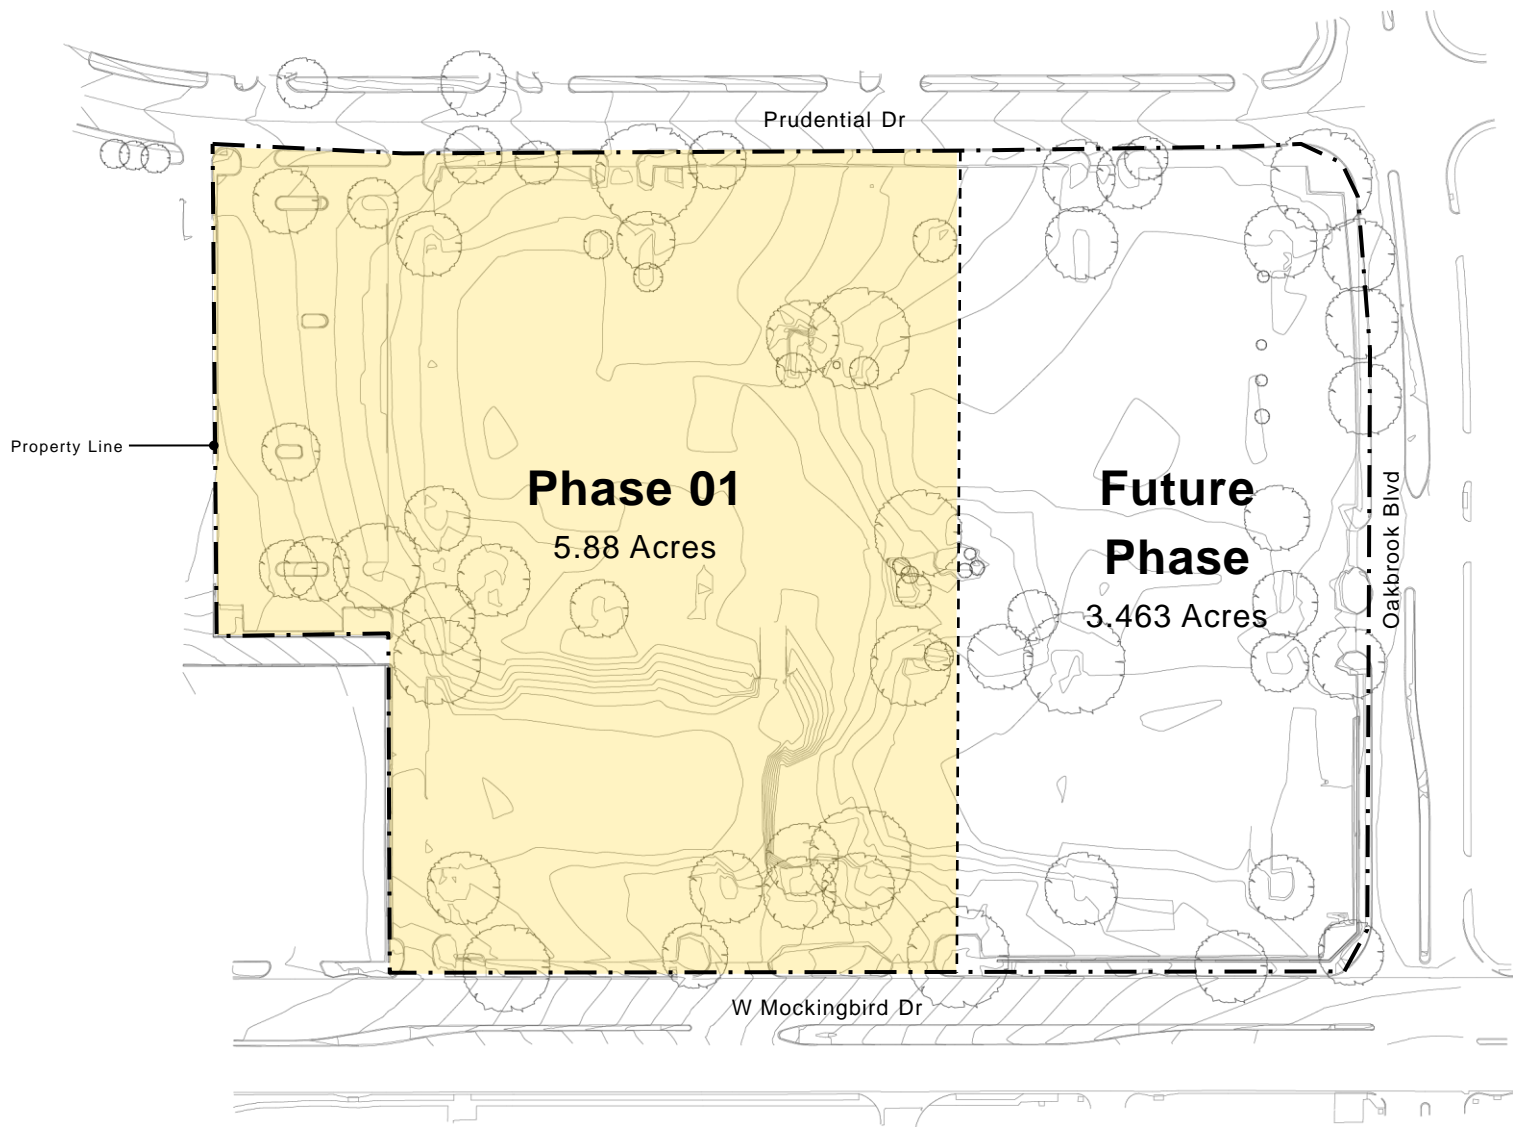 Prudential Dr
Property Line
Phase 01
5.88 Acres
Future
Phase
3.463 Acres
Oakbrook Blvd
W Mockingbird Dr